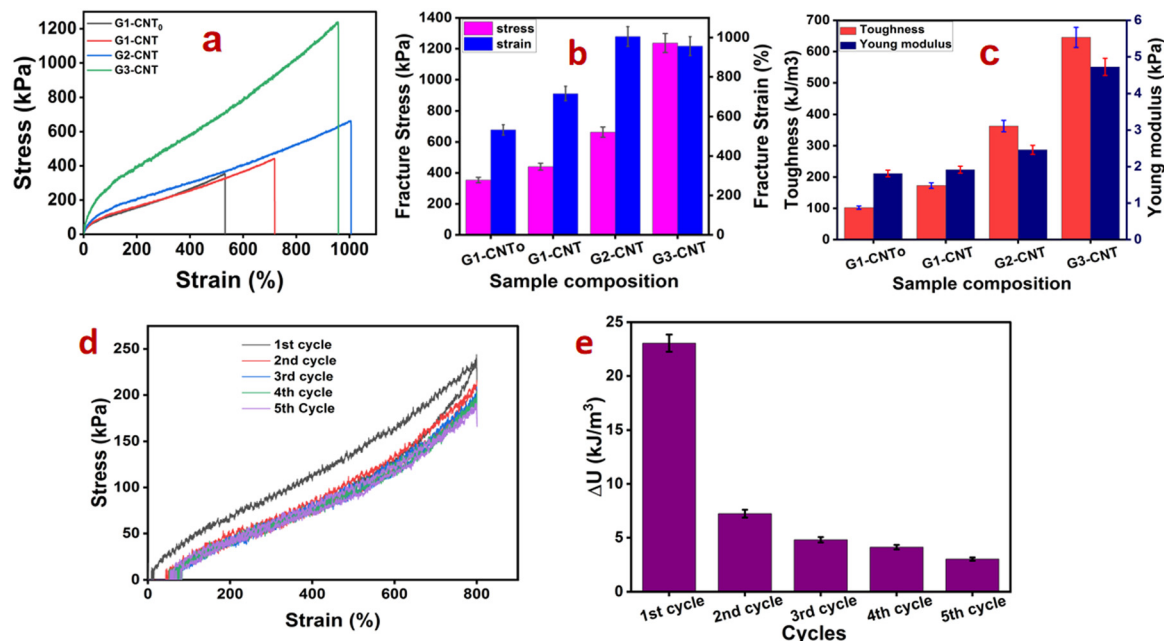 a
G1-CNT₀
G1-CNT
G2-CNT
G3-CNT
Stress (kPa)
1200
1000
800
600
400
200
0
0 200 400 600 800 1000
Strain (%)
b
stress
strain
Fracture Stress (kPa)
1400
1200
1000
800
600
400
200
0
Fracture Strain (%)
1000
800
600
400
200
0
G1-CNTo G1-CNT G2-CNT G3-CNT
Sample composition
c
Toughness
Young modulus
Toughness (kJ/m3)
700
600
500
400
300
200
100
0
Young modulus (kPa)
6
5
4
3
2
1
0
G1-CNTo G1-CNT G2-CNT G3-CNT
Sample composition
d
1st cycle
2nd cycle
3rd cycle
4th cycle
5th Cycle
Stress (kPa)
250
200
150
100
50
0
0 200 400 600 800
Strain (%)
e
ΔU (kJ/m³)
25
20
15
10
5
0
1st cycle 2nd cycle 3rd cycle 4th cycle 5th cycle
Cycles